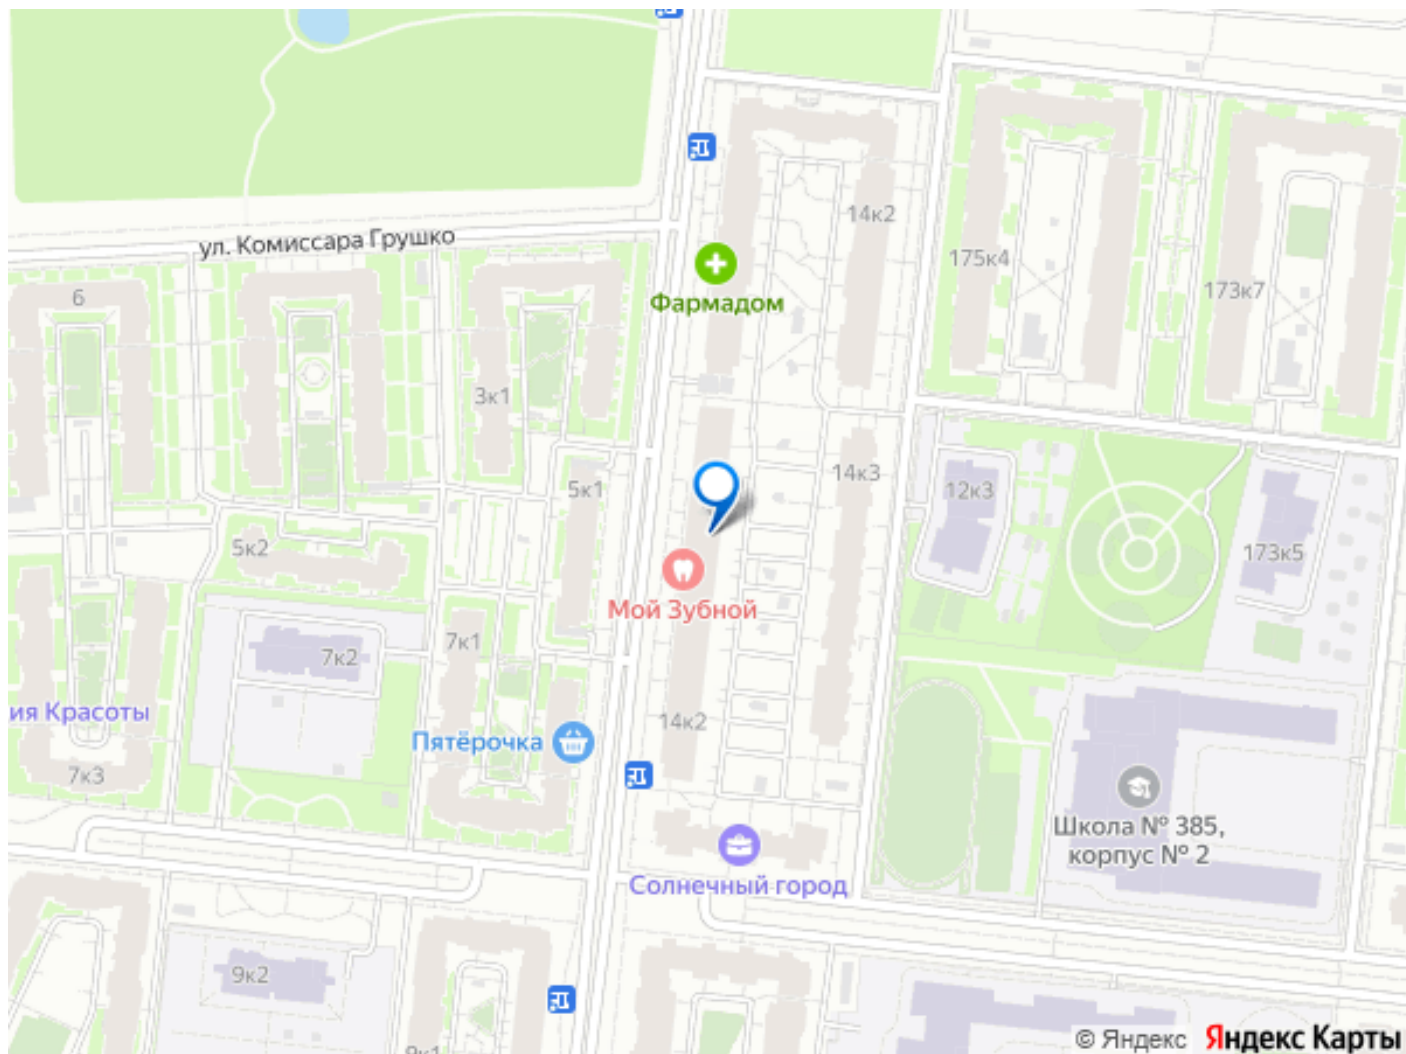 ул. Комиссара Грушко
14к2
Фармадом
175к4
173к7
6
3к1
5к1
14к3
12к3
5к2
173к5
Мой Зубной
7к1
7к2
14к2
ия Красоты
Пятёрочка
7к3
Школа № 385,
корпус № 2
Солнечный город
9к2
9к1
© Яндекс Яндекс Карты